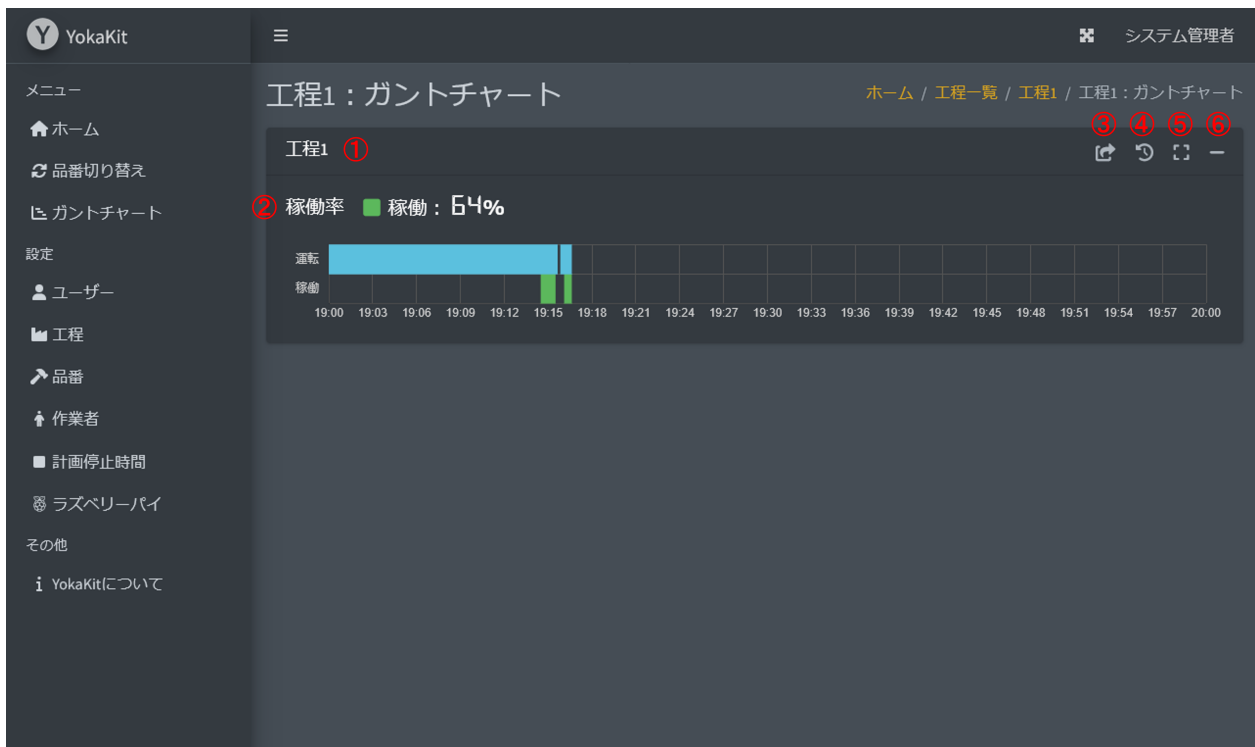 Y YokaKit
システム管理者
メニュー
ホーム
品番切り替え
ガントチャート
設定
ユーザー
工程
品番
作業者
計画停止時間
ラズベリーパイ
その他
YokaKitについて
工程1：ガントチャート
ホーム / 工程一覧 / 工程1 / 工程1：ガントチャート
工程1 ①
③ ④ ⑤ ⑥
② 稼働率 稼働：64%
運転
稼働
19:00 19:03 19:06 19:09 19:12 19:15 19:18 19:21 19:24 19:27 19:30 19:33 19:36 19:39 19:42 19:45 19:48 19:51 19:54 19:57 20:00